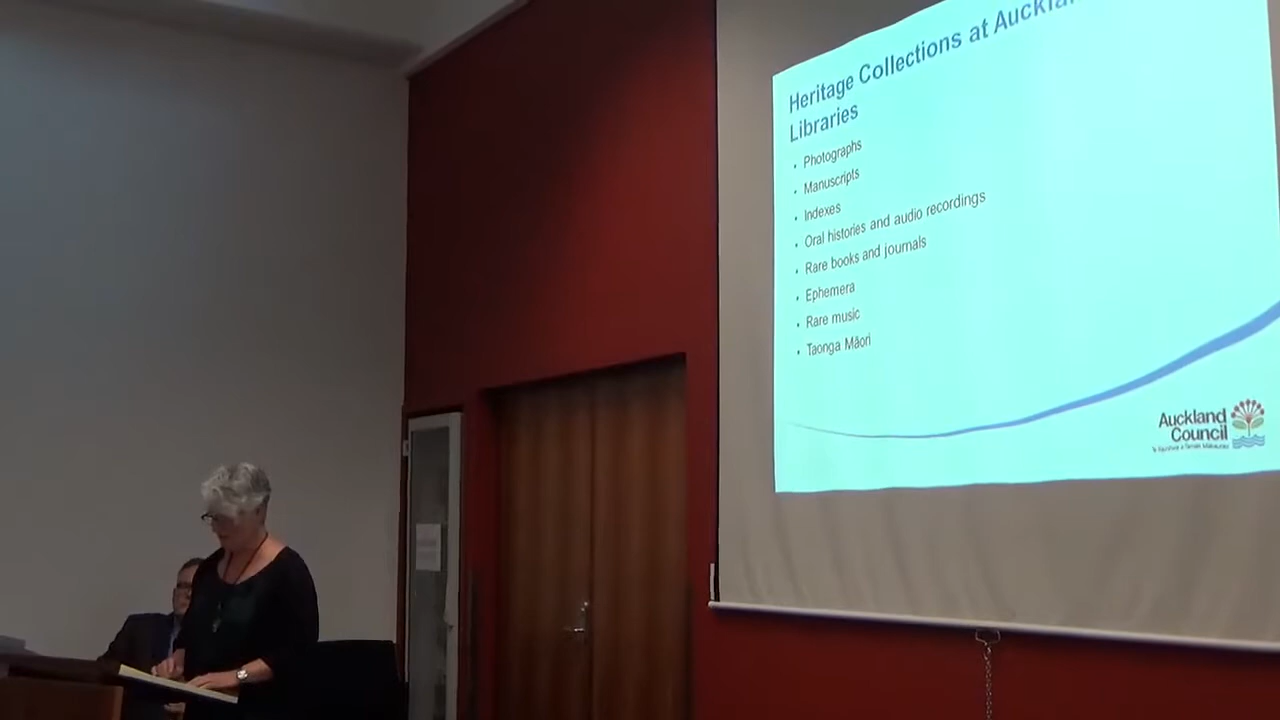 Heritage Collections at Auckla
Libraries
• Photographs
• Manuscripts
• Indexes
• Oral histories and audio recordings
• Rare books and journals
• Ephemera
• Rare music
• Taonga Māori
Auckland
Council